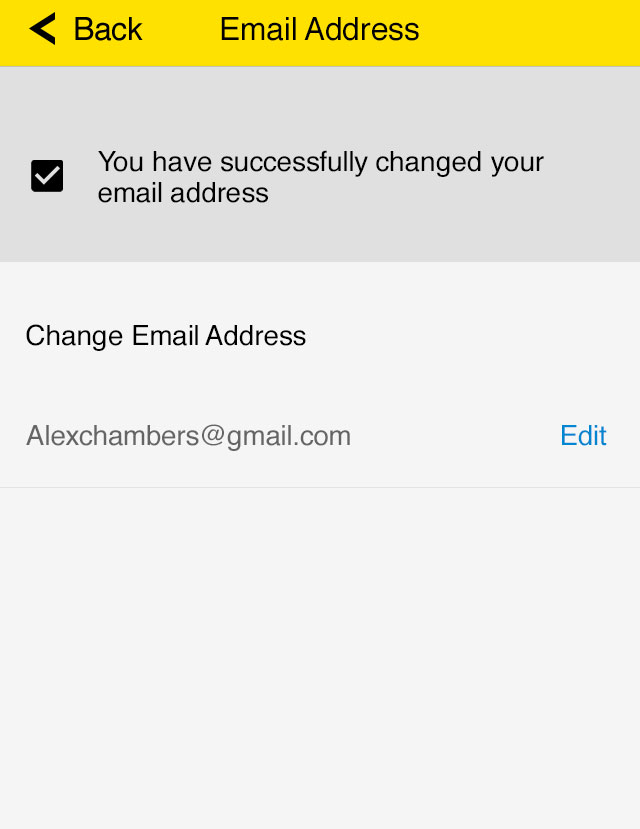 Back Email Address
You have successfully changed your
email address
Change Email Address
Alexchambers@gmail.com Edit